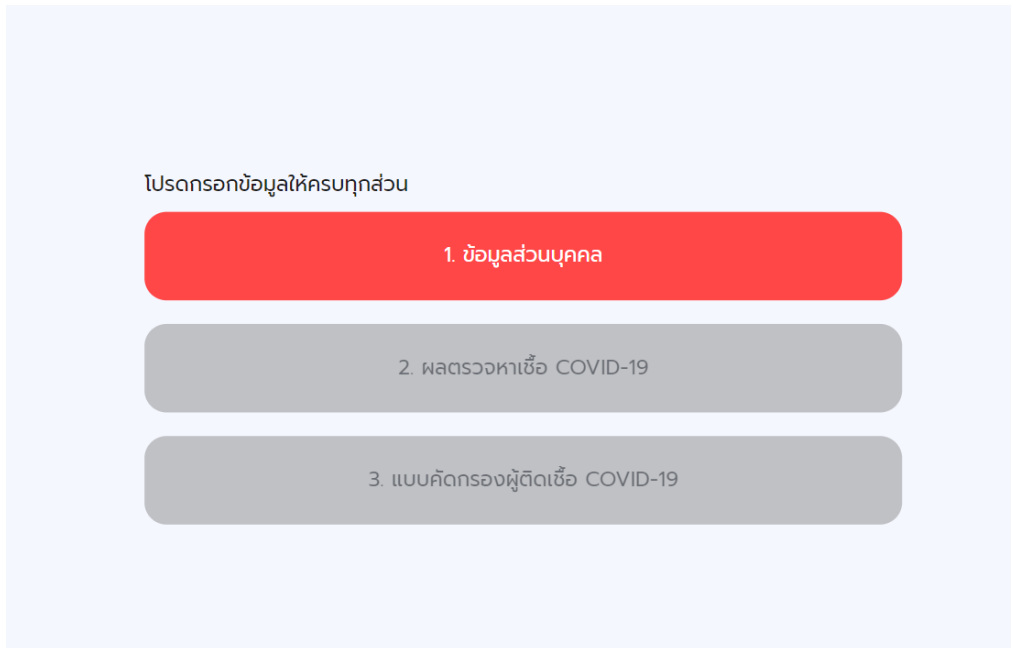 โปรดกรอกข้อมูลให้ครบทุกส่วน
1. ข้อมูลส่วนบุคคล
2. ผลตรวจหาเชื้อ COVID-19
3. แบบคัดกรองผู้ติดเชื้อ COVID-19